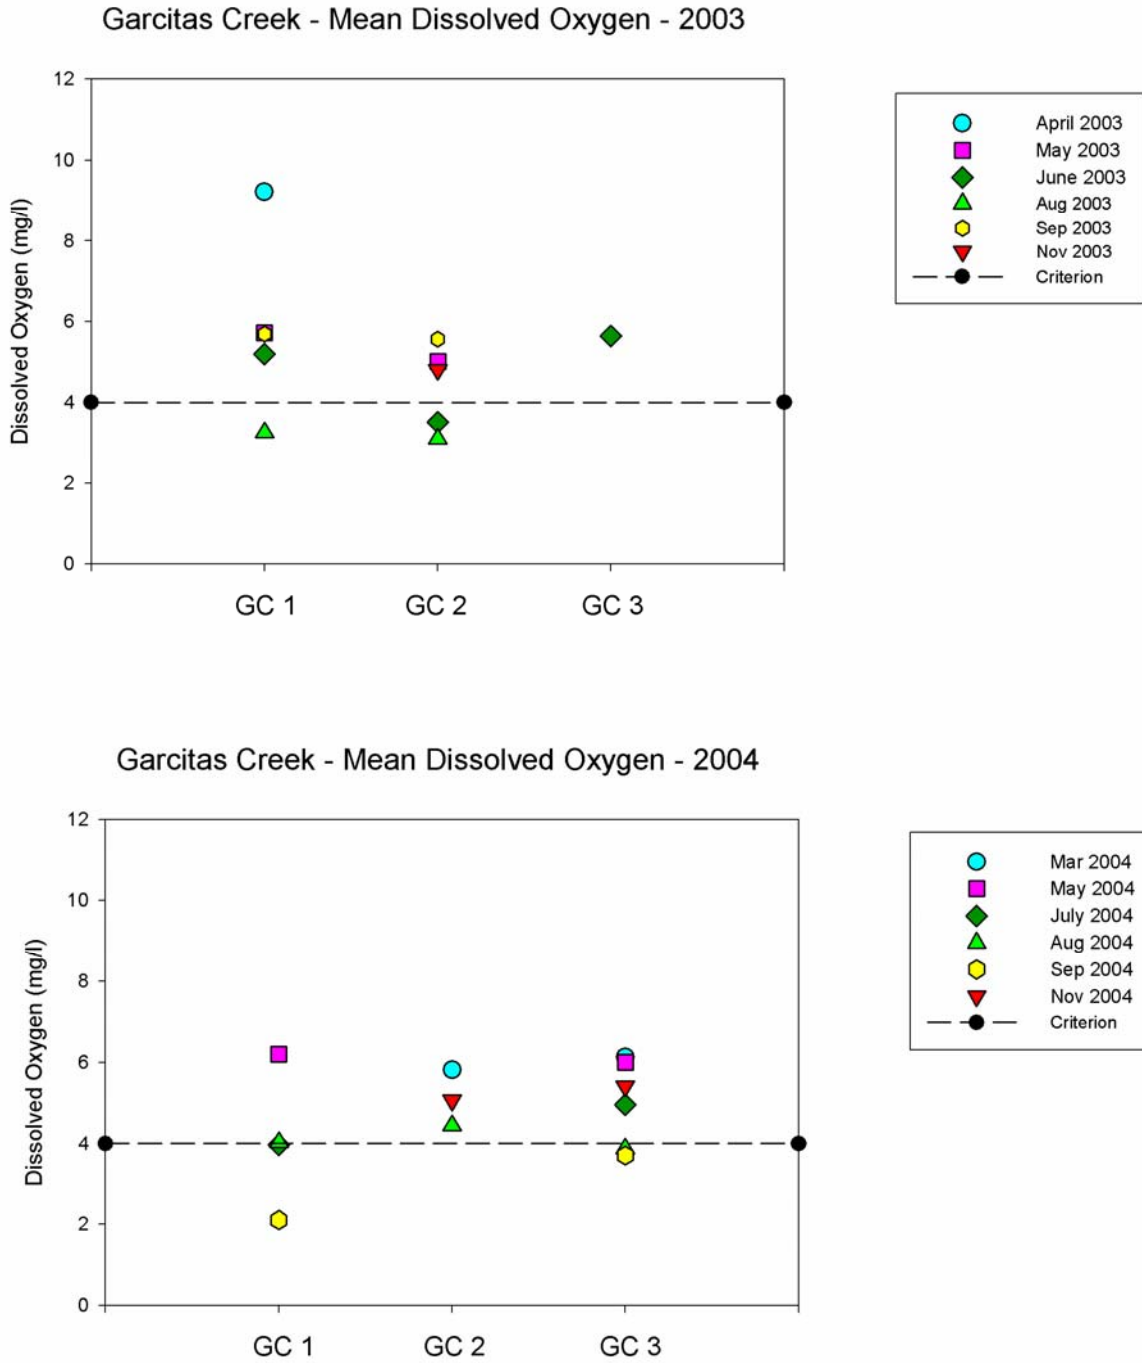 Garcitas Creek - Mean Dissolved Oxygen - 2003
12
10
8
6
4
2
0
Dissolved Oxygen (mg/l)
GC 1 GC 2 GC 3
April 2003
May 2003
June 2003
Aug 2003
Sep 2003
Nov 2003
Criterion
Garcitas Creek - Mean Dissolved Oxygen - 2004
12
10
8
6
4
2
0
Dissolved Oxygen (mg/l)
GC 1 GC 2 GC 3
Mar 2004
May 2004
July 2004
Aug 2004
Sep 2004
Nov 2004
Criterion